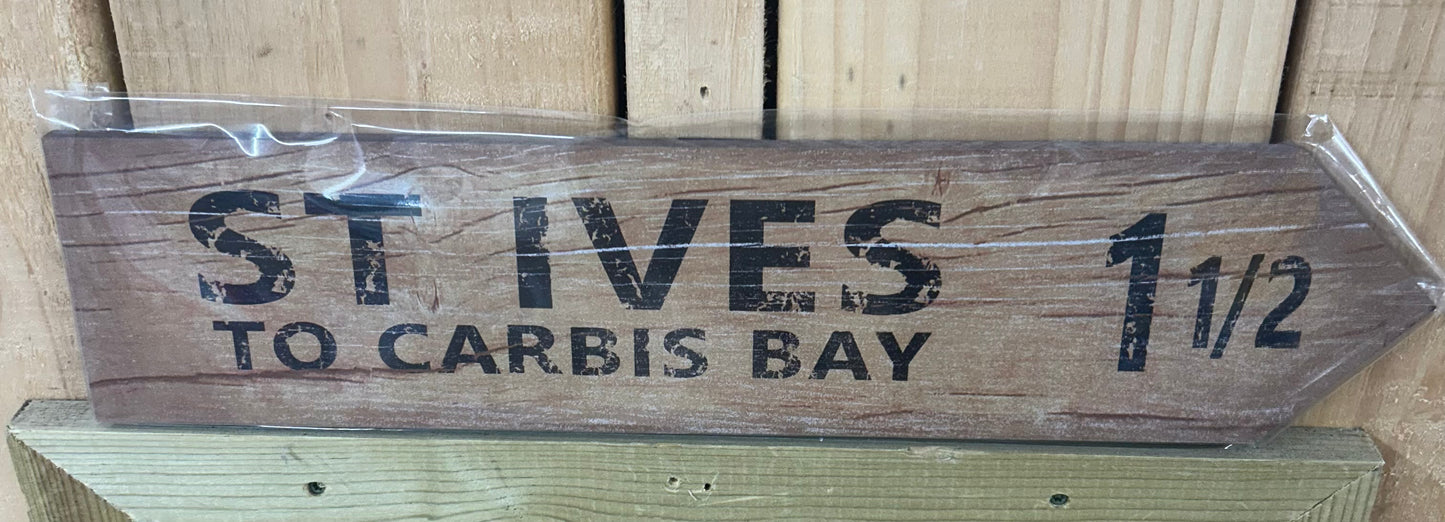 ST IVES
TO CARBIS BAY
1 1/2